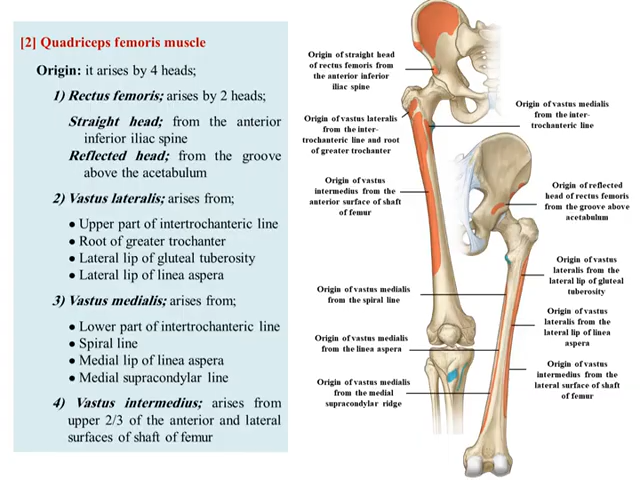 [2] Quadriceps femoris muscle
Origin: it arises by 4 heads;
1) Rectus femoris; arises by 2 heads;
Straight head; from the anterior
inferior iliac spine
Reflected head; from the groove
above the acetabulum
2) Vastus lateralis; arises from;
● Upper part of intertrochanteric line
● Root of greater trochanter
● Lateral lip of gluteal tuberosity
● Lateral lip of linea aspera
3) Vastus medialis; arises from;
● Lower part of intertrochanteric line
● Spiral line
● Medial lip of linea aspera
● Medial supracondylar line
4) Vastus intermedius; arises from
upper 2/3 of the anterior and lateral
surfaces of shaft of femur
Origin of straight head
of rectus femoris from
the anterior inferior
iliac spine
Origin of vastus lateralis
from the inter-
trochanteric line and root
of greater trochanter
Origin of vastus
intermedius from the
anterior surface of shaft
of femur
Origin of vastus medialis
from the spiral line
Origin of vastus medialis
from the linea aspera
Origin of vastus medialis
from the medial
supracondylar ridge
Origin of vastus medialis
from the inter-
trochanteric line
Origin of reflected
head of rectus femoris
from the groove above
acetabulum
Origin of vastus
lateralis from the
lateral lip of gluteal
tuberosity
Origin of vastus
lateralis from the
lateral lip of linea
aspera
Origin of vastus
intermedius from the
lateral surface of shaft
of femur